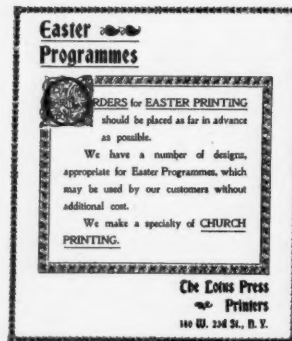 Easter
Programmes
ORDERS for EASTER PRINTING
should be placed as far in advance
as possible.
We have a number of designs,
appropriate for Easter Programmes, which
may be used by our customers without
additional cost.
We make a specialty of CHURCH
PRINTING.
The Lotus Press
Printers
140 W. 23d St., N. Y.